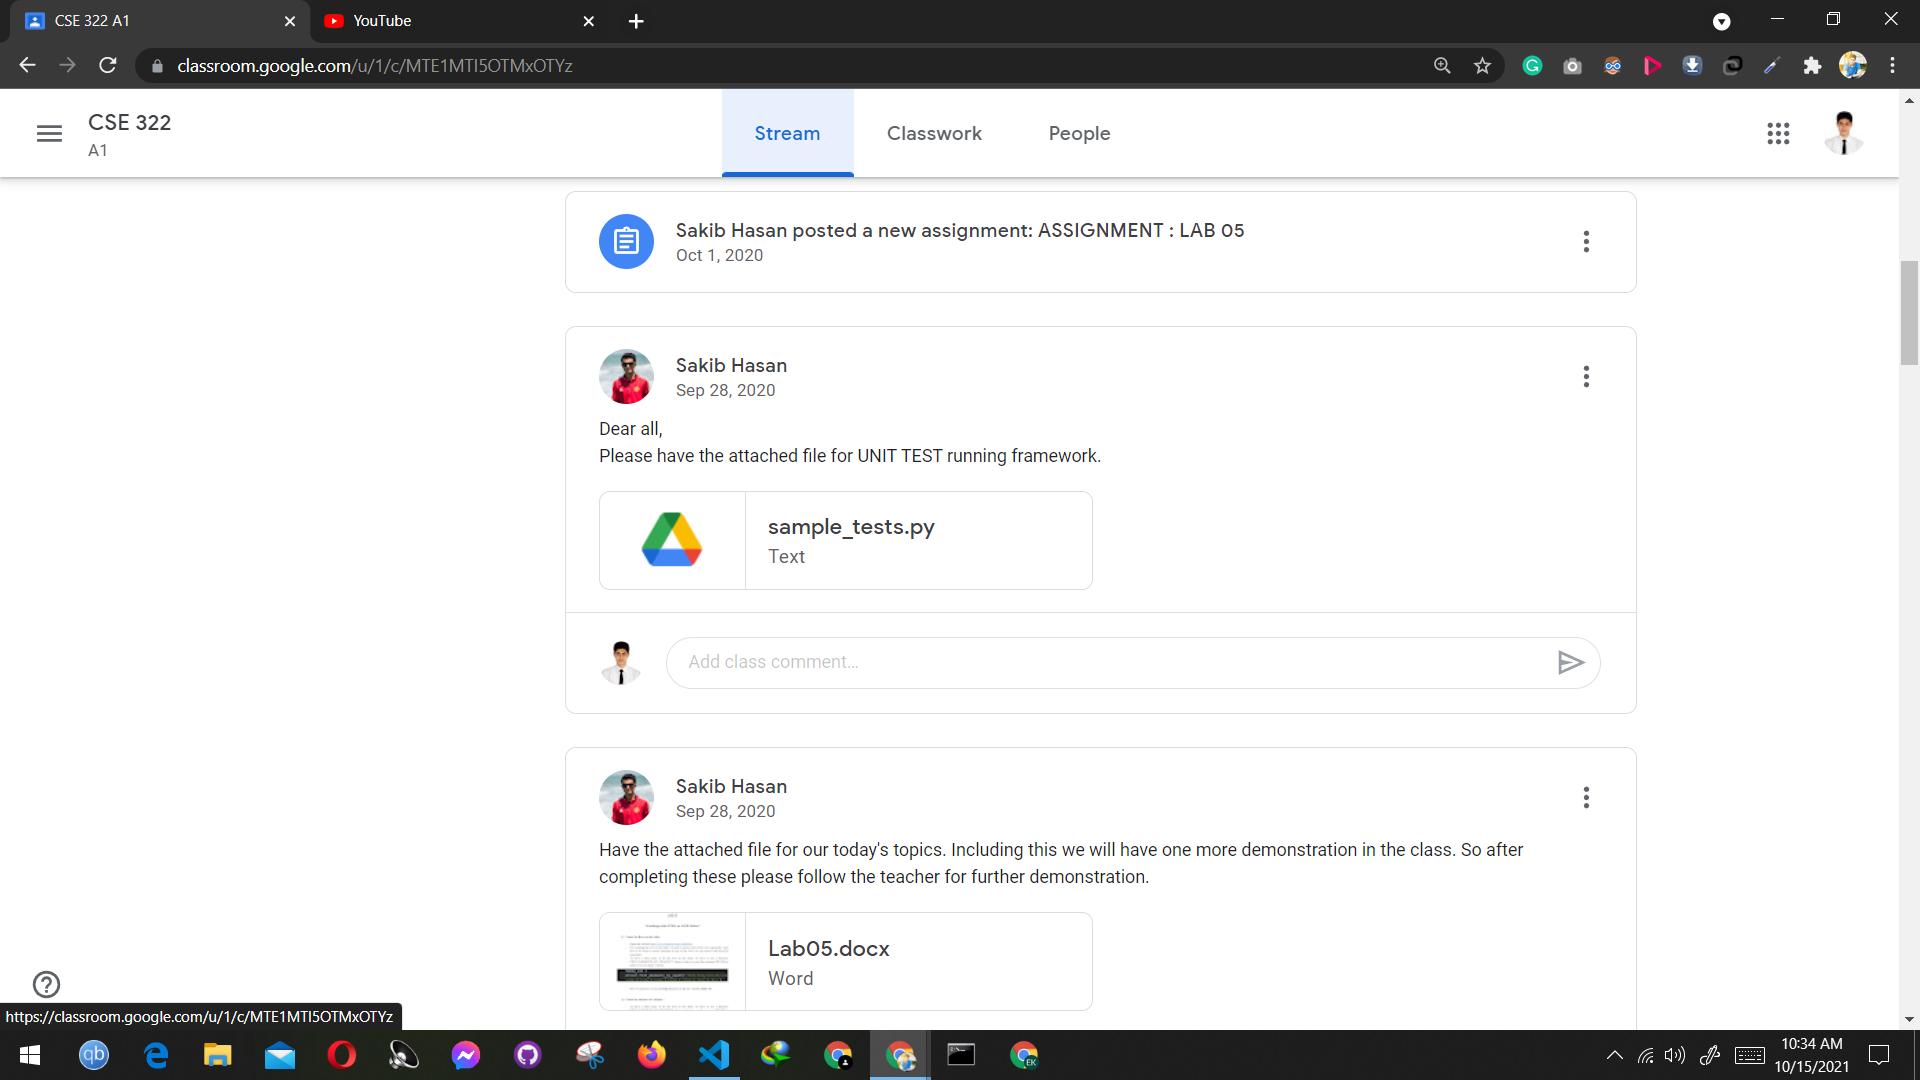 CSE 322 A1
YouTube
classroom.google.com/u/1/c/MTE1MTI5OTMxOTYz
CSE 322
A1
Stream
Classwork
People
Sakib Hasan posted a new assignment: ASSIGNMENT : LAB 05
Oct 1, 2020
Sakib Hasan
Sep 28, 2020
Dear all,
Please have the attached file for UNIT TEST running framework.
sample_tests.py
Text
Add class comment...
Sakib Hasan
Sep 28, 2020
Have the attached file for our today's topics. Including this we will have one more demonstration in the class. So after
completing these please follow the teacher for further demonstration.
Lab05.docx
Word
https://classroom.google.com/u/1/c/MTE1MTI5OTMxOTYz
qb
EK
10:34 AM
10/15/2021